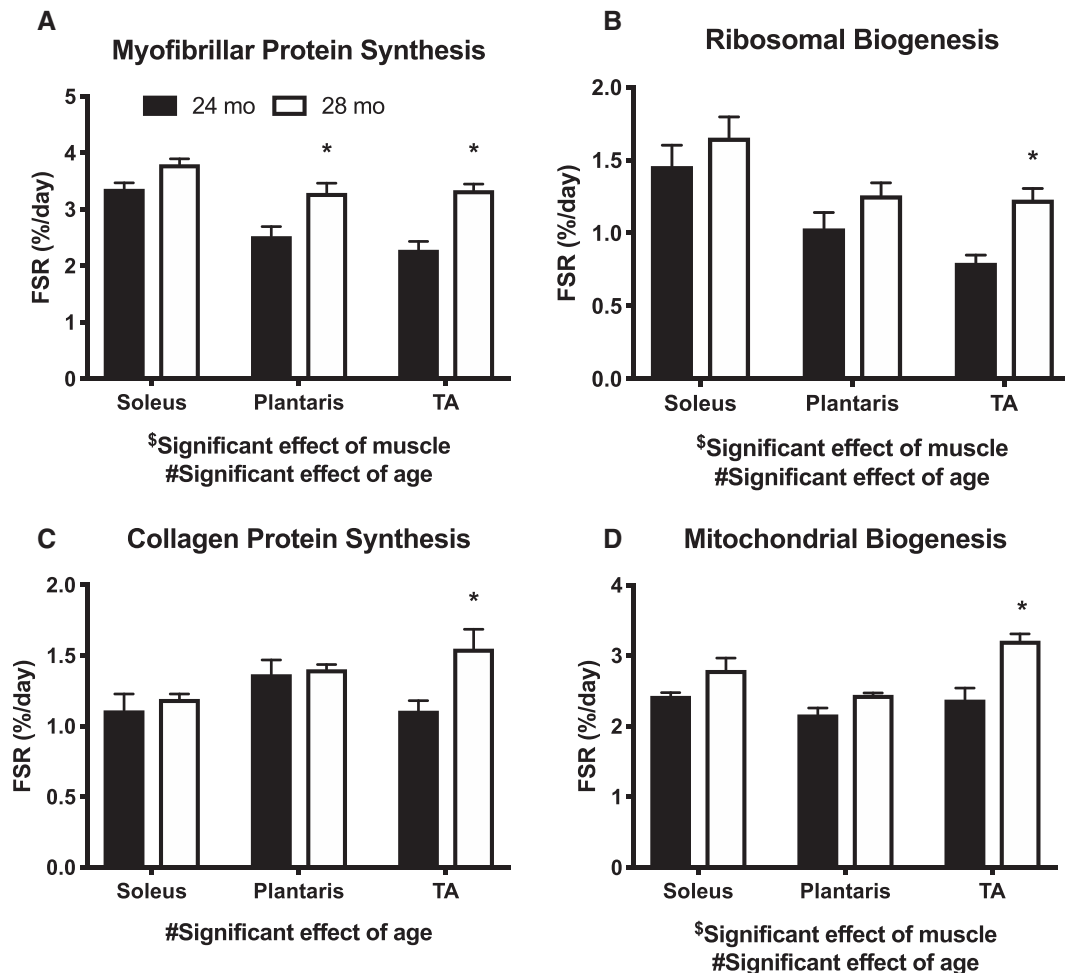 A
Myofibrillar Protein Synthesis
24 mo
28 mo
FSR (%/day)
5
4
3
2
1
0
*
*
Soleus
Plantaris
TA
$Significant effect of muscle
#Significant effect of age
B
Ribosomal Biogenesis
FSR (%/day)
2.0
1.5
1.0
0.5
0.0
*
Soleus
Plantaris
TA
$Significant effect of muscle
#Significant effect of age
C
Collagen Protein Synthesis
FSR (%/day)
2.0
1.5
1.0
0.5
0.0
*
Soleus
Plantaris
TA
#Significant effect of age
D
Mitochondrial Biogenesis
FSR (%/day)
4
3
2
1
0
*
Soleus
Plantaris
TA
$Significant effect of muscle
#Significant effect of age